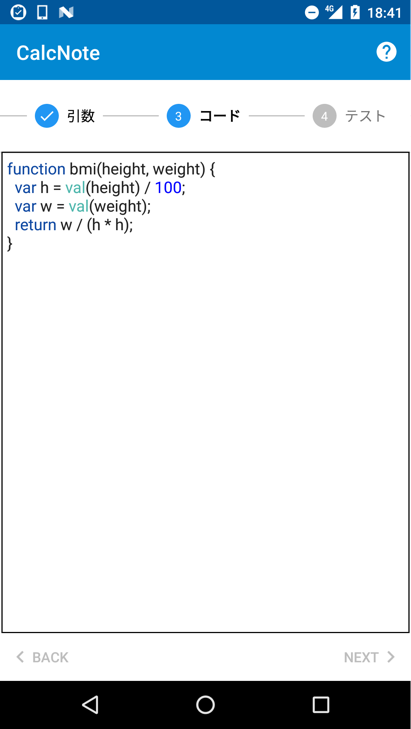 4G 18:41
CalcNote
引数 3 コード 4 テスト
function bmi(height, weight) {
  var h = val(height) / 100;
  var w = val(weight);
  return w / (h * h);
}
BACK NEXT